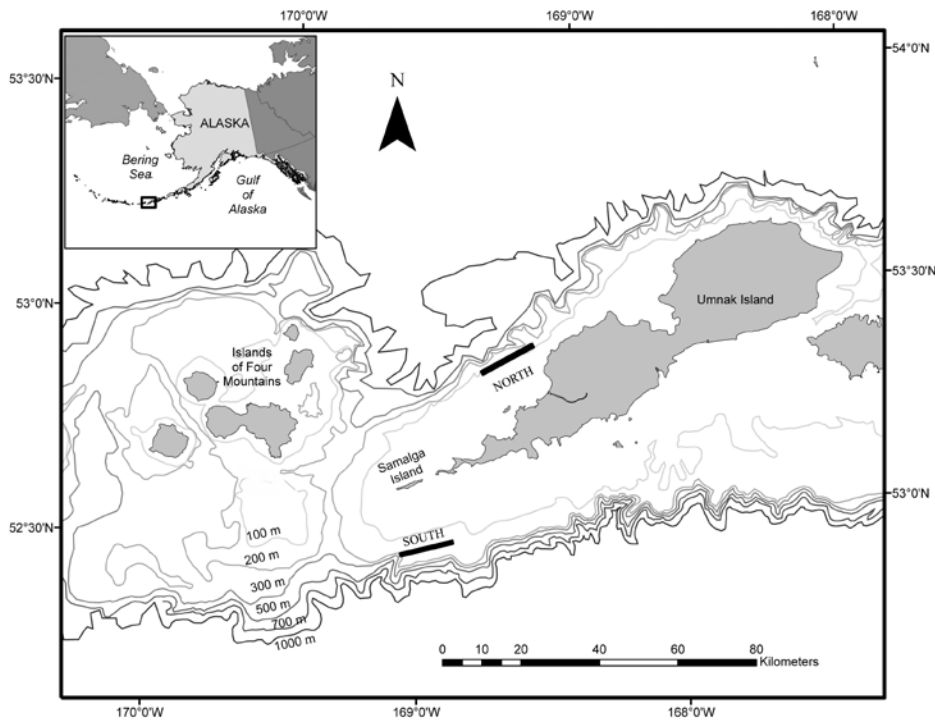 170°0'W
169°0'W
168°0'W
54°0'N
53°30'N
N
ALASKA
Bering
Sea
Gulf
of
Alaska
53°30'N
53°0'N
Umnak Island
Islands
of Four
Mountains
NORTH
Samalga
Island
53°0'N
52°30'N
SOUTH
100 m
200 m
300 m
500 m
700 m
1000 m
0 10 20 40 60 80
Kilometers
170°0'W
169°0'W
168°0'W